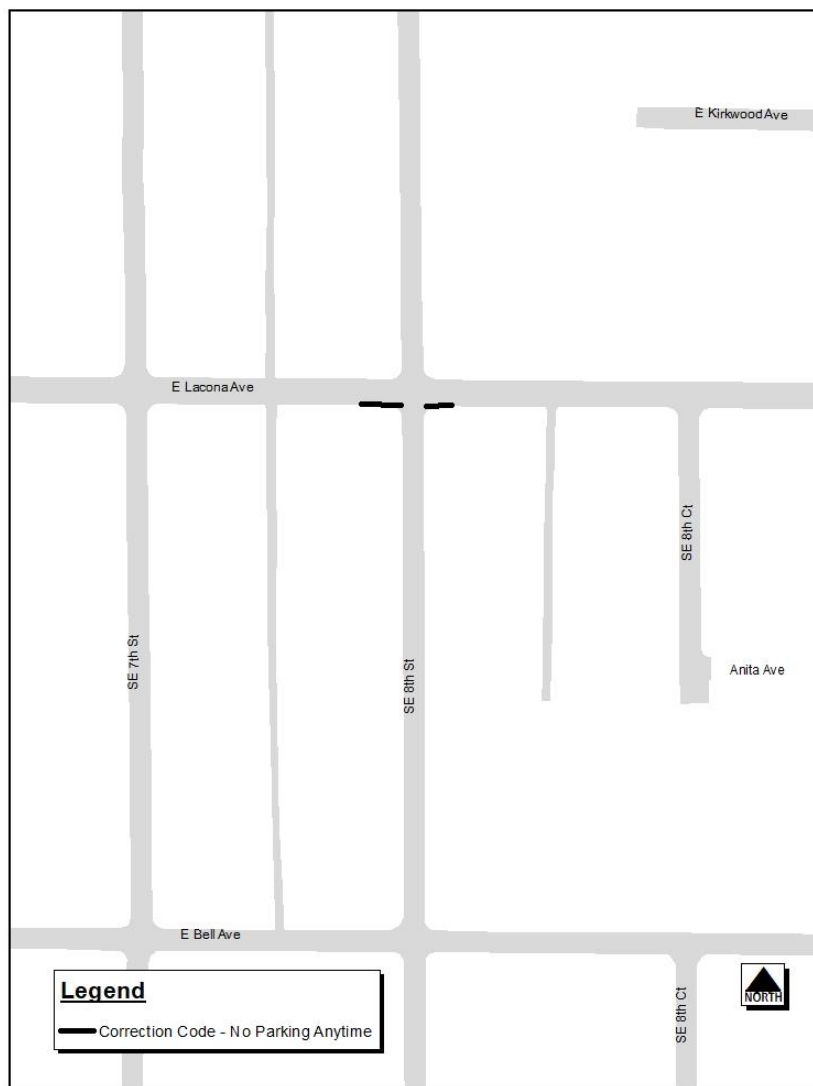 E Kirkwood Ave
E Lacona Ave
SE 8th Ct
SE 7th St
SE 8th St
Anita Ave
E Bell Ave
Legend
Correction Code - No Parking Anytime
NORTH
SE 8th Ct